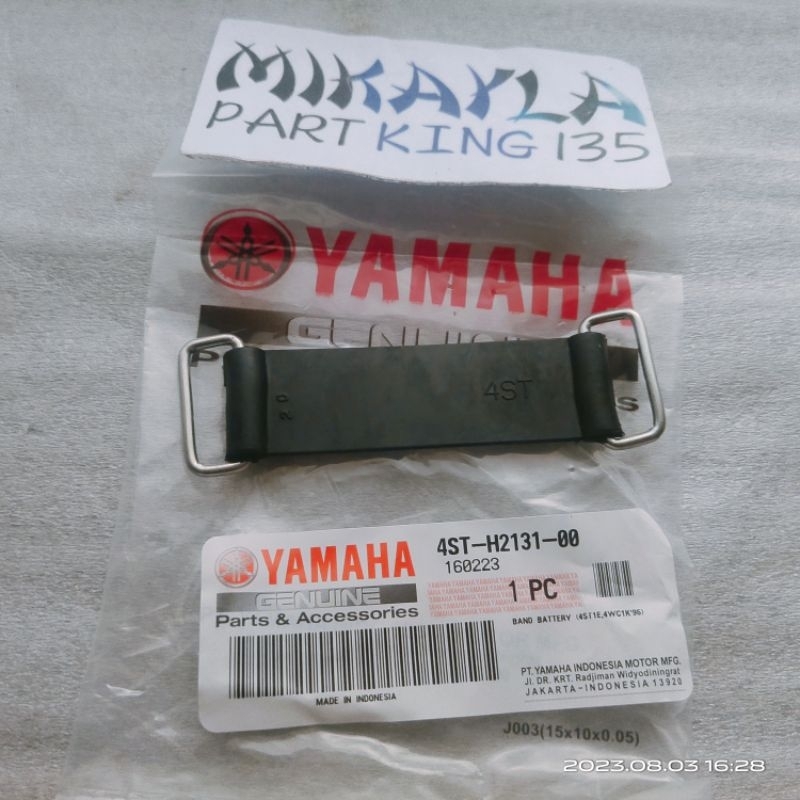 MIKAYLA
PART KING 135
YAMAHA
GENUINE
4ST
20
YAMAHA
GENUINE
Parts & Accessories
4ST-H2131-00
160223
1 PC
BAND BATTERY (4ST1E,4WC1K'96)
MADE IN INDONESIA
PT. YAMAHA INDONESIA MOTOR MFG.
Jl. DR. KRT. Radjiman Widyodiningrat
JAKARTA-INDONESIA 13920
J003(15x10x0.05)
2023.08.03 16:28